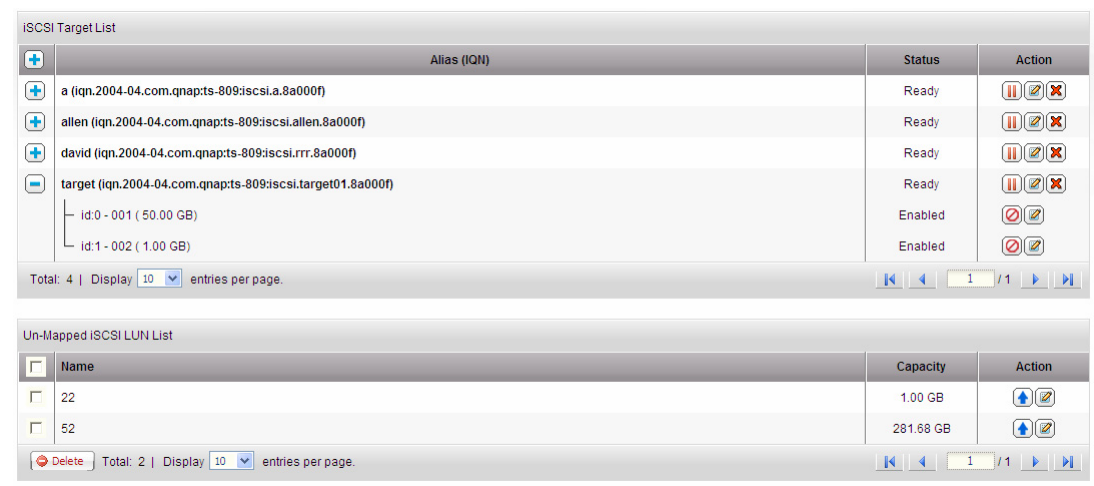 iSCSI Target List
Alias (IQN) Status Action
a (iqn.2004-04.com.qnap:ts-809:iscsi.a.8a000f) Ready
allen (iqn.2004-04.com.qnap:ts-809:iscsi.allen.8a000f) Ready
david (iqn.2004-04.com.qnap:ts-809:iscsi.rrr.8a000f) Ready
target (iqn.2004-04.com.qnap:ts-809:iscsi.target01.8a000f) Ready
id:0 - 001 ( 50.00 GB) Enabled
id:1 - 002 ( 1.00 GB) Enabled
Total: 4 | Display 10 entries per page. 1 / 1
Un-Mapped iSCSI LUN List
Name Capacity Action
22 1.00 GB
52 281.68 GB
Delete Total: 2 | Display 10 entries per page. 1 / 1